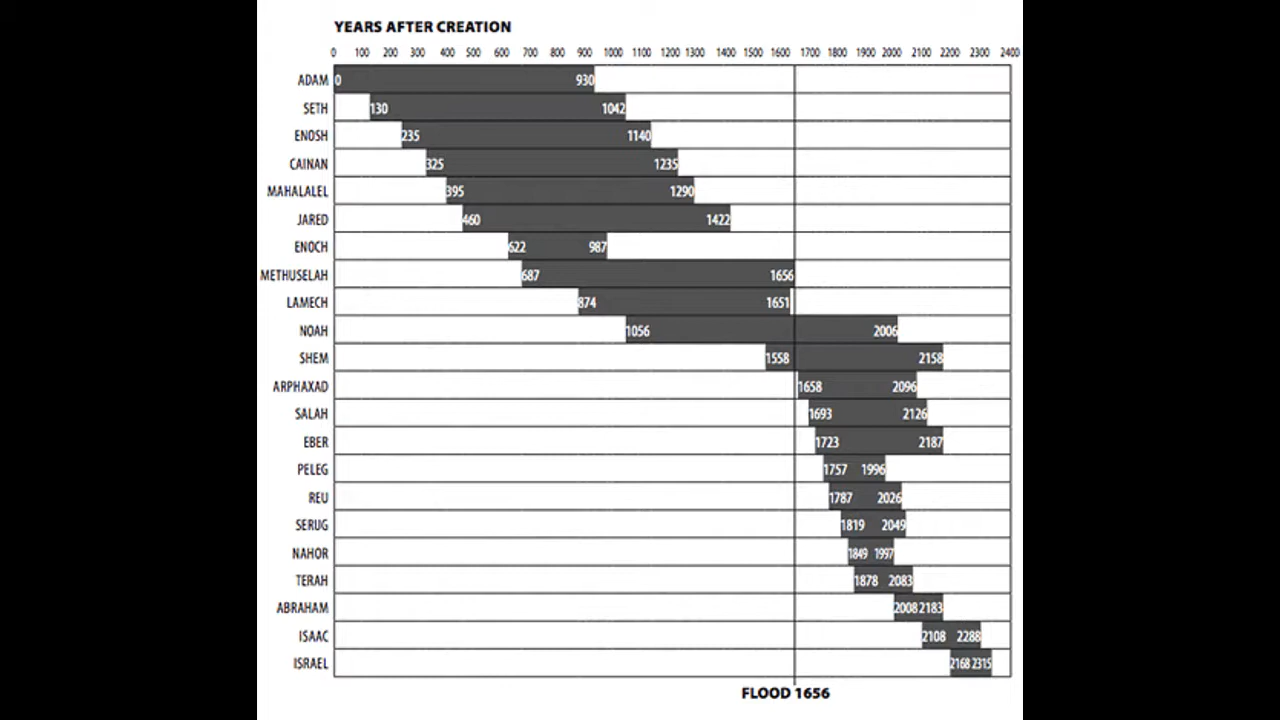 YEARS AFTER CREATION
0 100 200 300 400 500 600 700 800 900 1000 1100 1200 1300 1400 1500 1600 1700 1800 1900 2000 2100 2200 2300 2400
ADAM 0 930
SETH 130 1042
ENOSH 235 1140
CAINAN 325 1235
MAHALALEL 395 1290
JARED 460 1422
ENOCH 622 987
METHUSELAH 687 1656
LAMECH 874 1651
NOAH 1056 2006
SHEM 1558 2158
ARPHAXAD 1658 2096
SALAH 1693 2126
EBER 1723 2187
PELEG 1757 1996
REU 1787 2026
SERUG 1819 2049
NAHOR 1849 1997
TERAH 1878 2083
ABRAHAM 2008 2183
ISAAC 2108 2288
ISRAEL 2168 2315
FLOOD 1656